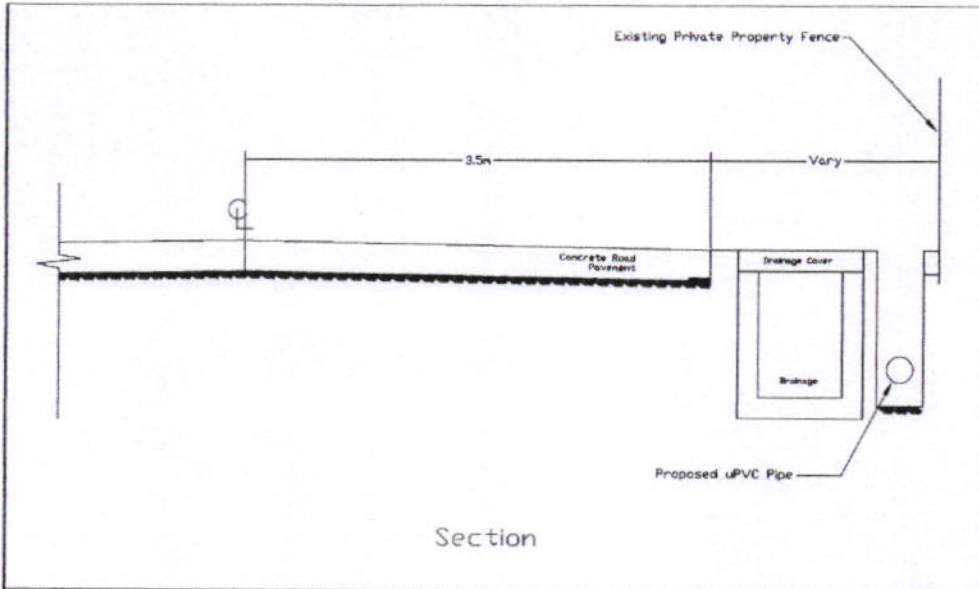 Existing Private Property Fence
3.5m
Vary
Concrete Road
Pavement
Drainage Cover
Drainage
Proposed uPVC Pipe
Section